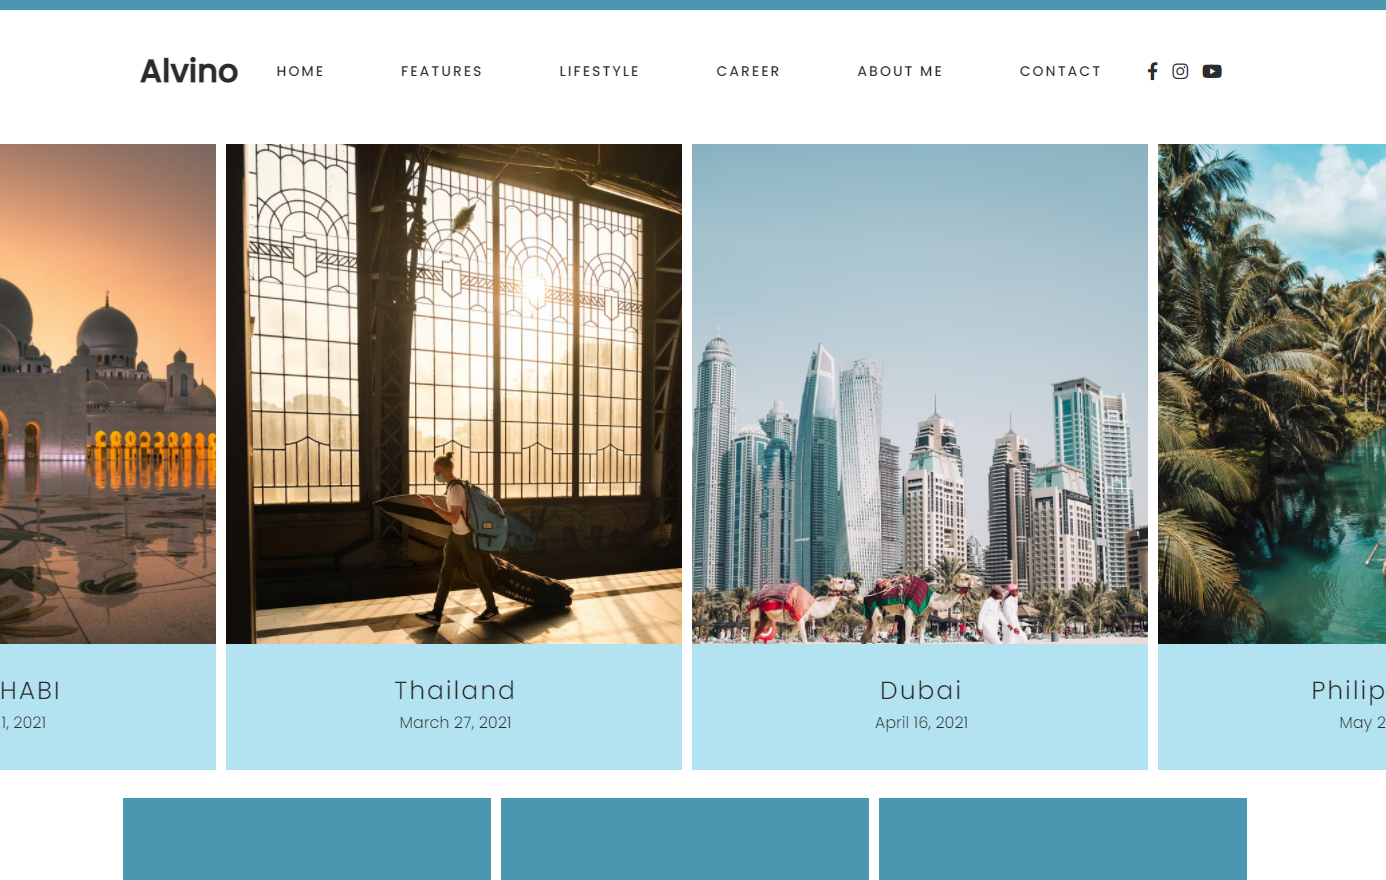 Alvino
HOME
FEATURES
LIFESTYLE
CAREER
ABOUT ME
CONTACT
HABI
1, 2021
Thailand
March 27, 2021
Dubai
April 16, 2021
Philip
May 2